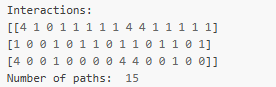 Interactions:
[[4 1 0 1 1 1 1 1 4 4 1 1 1 1 1]
[1 0 0 1 0 1 1 0 1 1 0 1 1 0 1]
[4 0 0 1 0 0 0 0 4 4 0 0 1 0 0]]
Number of paths:  15